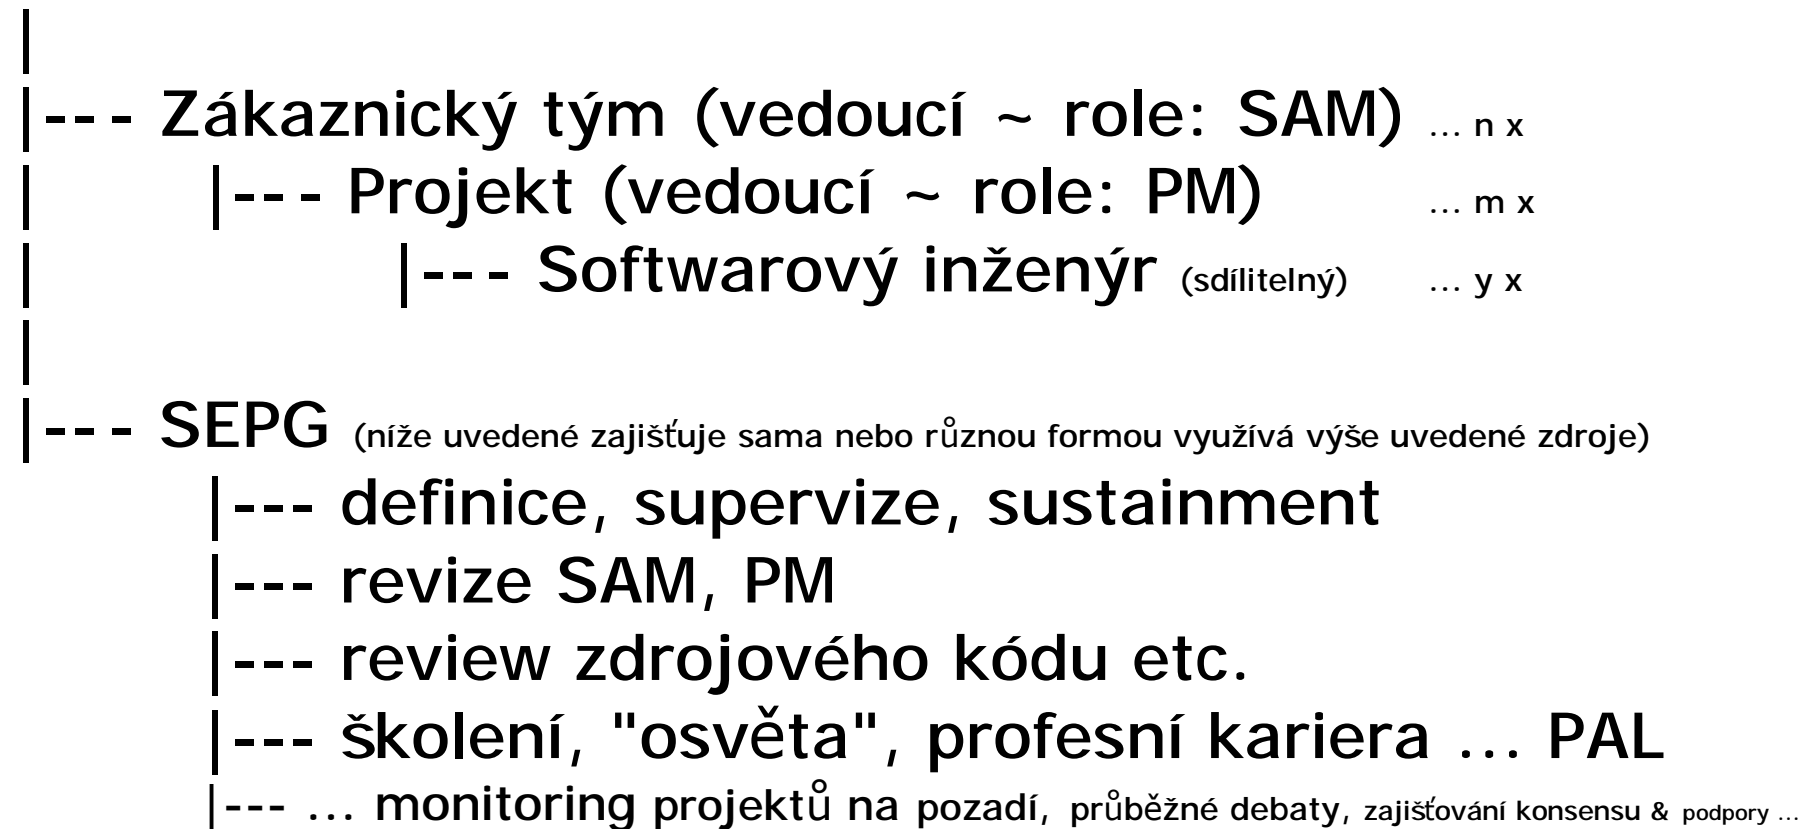 |
|--- Zákaznický tým (vedoucí ~ role: SAM) ... n x
| |--- Projekt (vedoucí ~ role: PM) ... m x
| |--- Softwarový inženýr (sdílitelný) ... y x
|
|--- SEPG (níže uvedené zajišťuje sama nebo různou formou využívá výše uvedené zdroje)
|--- definice, supervize, sustainment
|--- revize SAM, PM
|--- review zdrojového kódu etc.
|--- školení, "osvěta", profesní kariera ... PAL
|--- ... monitoring projektů na pozadí, průběžné debaty, zajišťování konsensu & podpory ...